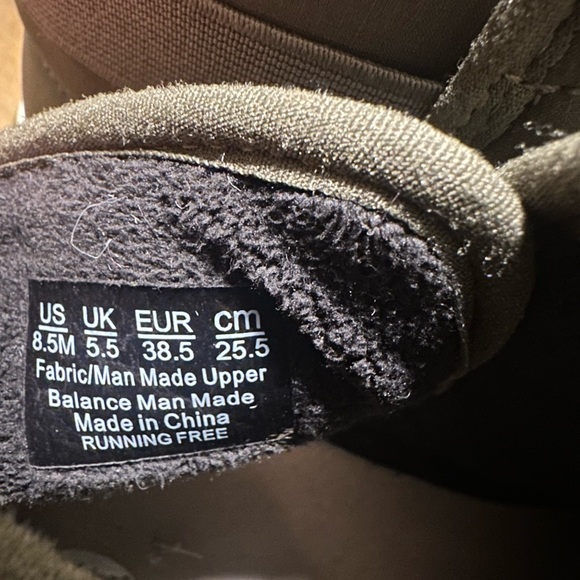 US UK EUR cm
8.5M 5.5 38.5 25.5
Fabric/Man Made Upper
Balance Man Made
Made in China
RUNNING FREE